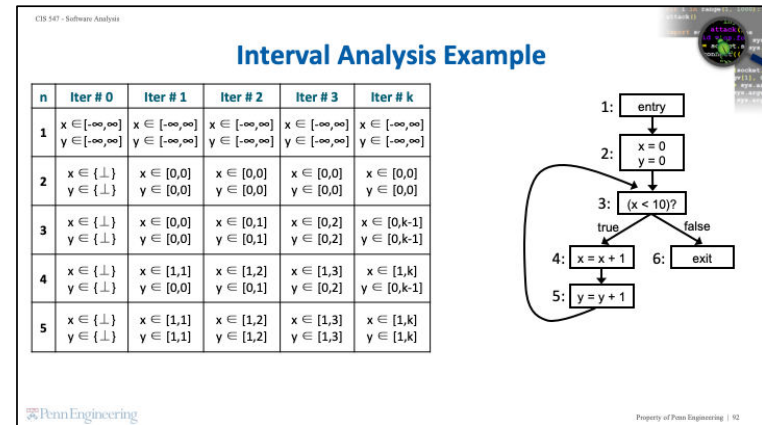 CIS 547 - Software Analysis
Interval Analysis Example
n Iter # 0 Iter # 1 Iter # 2 Iter # 3 Iter # k
1
x ∈[-∞,∞] x ∈ [-∞,∞] x ∈ [-∞,∞] x ∈ [-∞,∞] x ∈ [-∞,∞]
y ∈[-∞,∞] y ∈ [-∞,∞] y ∈ [-∞,∞] y ∈ [-∞,∞] y ∈ [-∞,∞]
2
x ∈ {⊥} x ∈ [0,0] x ∈ [0,0] x ∈ [0,0] x ∈ [0,0]
y ∈ {⊥} y ∈ [0,0] y ∈ [0,0] y ∈ [0,0] y ∈ [0,0]
3
x ∈ {⊥} x ∈ [0,0] x ∈ [0,1] x ∈ [0,2] x ∈ [0,k-1]
y ∈ {⊥} y ∈ [0,0] y ∈ [0,1] y ∈ [0,2] y ∈ [0,k-1]
4
x ∈ {⊥} x ∈ [1,1] x ∈ [1,2] x ∈ [1,3] x ∈ [1,k]
y ∈ {⊥} y ∈ [0,0] y ∈ [0,1] y ∈ [0,2] y ∈ [0,k-1]
5
x ∈ {⊥} x ∈ [1,1] x ∈ [1,2] x ∈ [1,3] x ∈ [1,k]
y ∈ {⊥} y ∈ [1,1] y ∈ [1,2] y ∈ [1,3] y ∈ [1,k]
1: entry
2: x = 0
y = 0
3: (x < 10)?
true false
4: x = x + 1 6: exit
5: y = y + 1
Penn Engineering
Property of Penn Engineering | 92